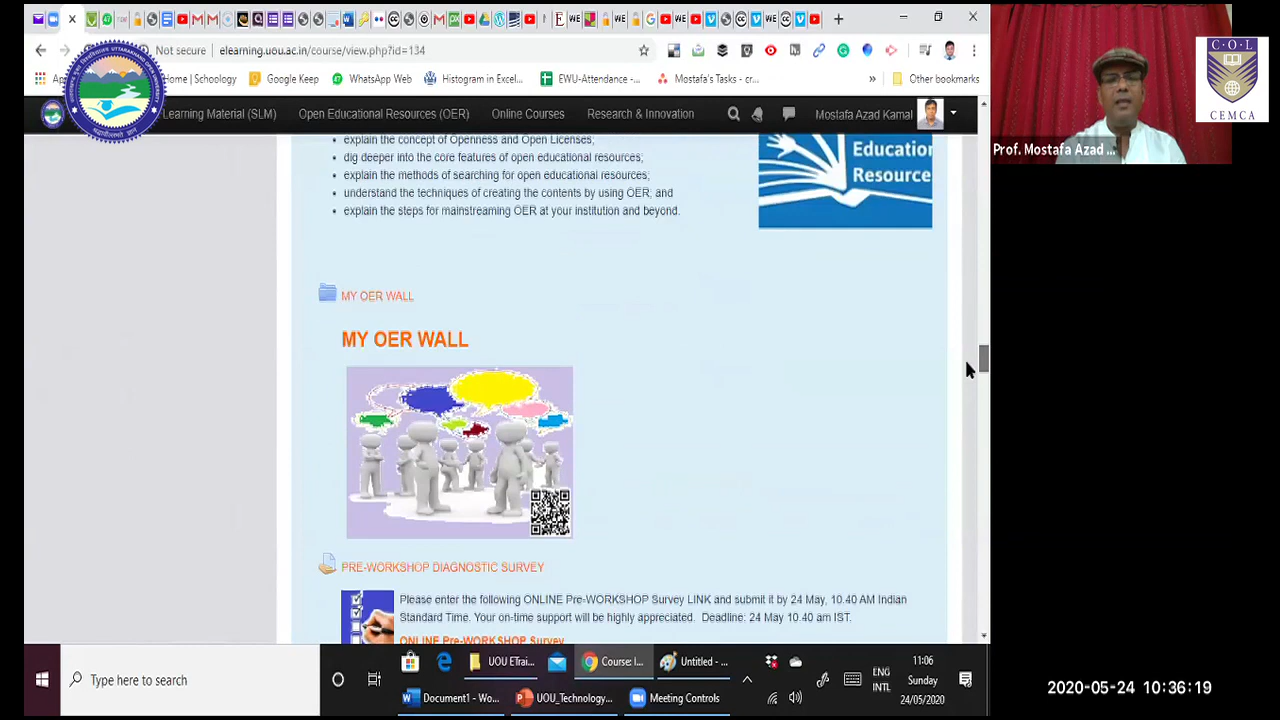 WE
WE
E
WE
WE
WE
Not secure
elearning.uou.ac.in/course/view.php?id=134
Home | Schoology
Google Keep
WhatsApp Web
Histogram in Excel...
EWU-Attendance -...
Mostafa's Tasks - cr...
»
Other bookmarks
Learning Material (SLM)
Open Educational Resources (OER)
Online Courses
Research & Innovation
Mostafa Azad Kamal
C·O·L
CEMCA
Prof. Mostafa Azad ...
• explain the concept of Openness and Open Licenses;
• dig deeper into the core features of open educational resources;
• explain the methods of searching for open educational resources;
• understand the techniques of creating the contents by using OER; and
• explain the steps for mainstreaming OER at your institution and beyond.
Education
Resource
MY OER WALL
MY OER WALL
PRE-WORKSHOP DIAGNOSTIC SURVEY
Please enter the following ONLINE Pre-WORKSHOP Survey LINK and submit it by 24 May, 10.40 AM Indian
Standard Time. Your on-time support will be highly appreciated. Deadline: 24 May 10.40 am IST.
ONLINE Pre-WORKSHOP Survey
Type here to search
UOU ETrai...
Course: I...
Untitled - ...
Document1 - Wo...
UOU_Technology...
Meeting Controls
ENG
INTL
11:06
Sunday
24/05/2020
2020-05-24 10:36:19